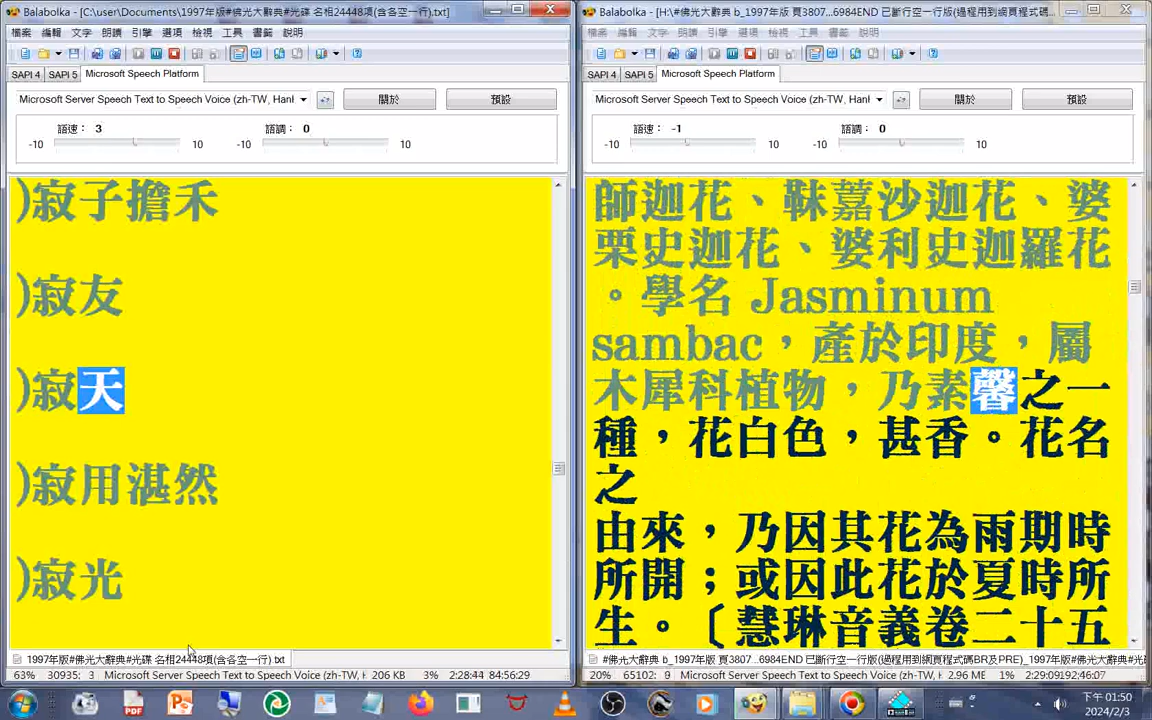 Balabolka - [C:\user\Documents\1997年版#佛光大辭典#光碟 名相24448項(含各空一行).txt]
檔案 編輯 文字 朗讀 引擎 選項 檢視 工具 書籤 說明
SAPI 4 SAPI 5 Microsoft Speech Platform
Microsoft Server Speech Text to Speech Voice (zh-TW, Hanl
關於 預設
語速： 3 語調： 0
-10 10 -10 10
)寂子擔禾
)寂友
)寂天
)寂用湛然
)寂光
1997年版#佛光大辭典#光碟 名相24448項(含各空一行).txt
63% 30935: 3 Microsoft Server Speech Text to Speech Voice (zh-TW, H 206 KB 3% 2:28:44 84:56:29
Balabolka - [H:\#佛光大辭典 b_1997年版 頁3807...6984END 已斷行空一行版(過程用到網頁程式碼...
檔案 編輯 文字 朗讀 引擎 選項 檢視 工具 書籤 說明
SAPI 4 SAPI 5 Microsoft Speech Platform
Microsoft Server Speech Text to Speech Voice (zh-TW, Hanl
關於 預設
語速： -1 語調： 0
-10 10 -10 10
師迦花、靺嘉沙迦花、婆
栗史迦花、婆利史迦羅花
。學名 Jasminum
sambac，產於印度，屬
木犀科植物，乃素馨之一
種，花白色，甚香。花名
之
由來，乃因其花為雨期時
所開；或因此花於夏時所
生。〔慧琳音義卷二十五
#佛光大辭典 b_1997年版 頁3807...6984END 已斷行空一行版(過程用到網頁程式碼BR及PRE)_1997年版#光
20% 65102: 9 Microsoft Server Speech Text to Speech Voice (zh-TW, H 2.96 MB 1% 2:29:09192:46:07
PDF
下午 01:50
2024/2/3